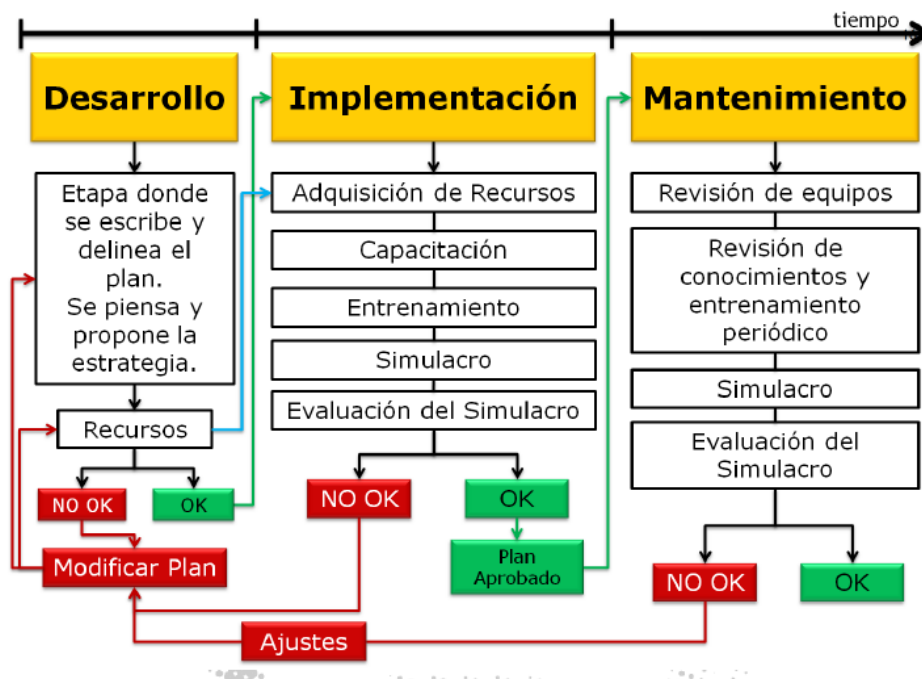 tiempo
Desarrollo
Implementación
Mantenimiento
Etapa donde
se escribe y
delinea el
plan.
Se piensa y
propone la
estrategia.
Recursos
NO OK
OK
Modificar Plan
Adquisición de Recursos
Capacitación
Entrenamiento
Simulacro
Evaluación del Simulacro
NO OK
OK
Plan
Aprobado
Ajustes
Revisión de equipos
Revisión de
conocimientos y
entrenamiento
periódico
Simulacro
Evaluación del
Simulacro
NO OK
OK